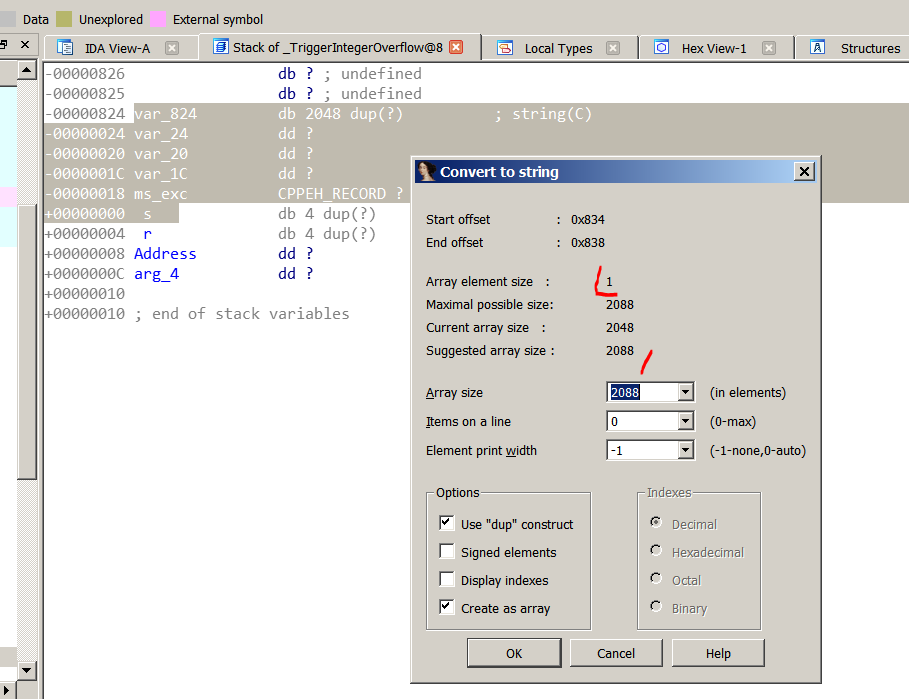 Data Unexplored External symbol
IDA View-A Stack of _TriggerIntegerOverflow@8 Local Types Hex View-1 Structures
-00000826 db ? ; undefined
-00000825 db ? ; undefined
-00000824 var_824 db 2048 dup(?) ; string(C)
-00000024 var_24 dd ?
-00000020 var_20 dd ?
-0000001C var_1C dd ?
-00000018 ms_exc CPPEH_RECORD ?
+00000000 s db 4 dup(?)
+00000004 r db 4 dup(?)
+00000008 Address dd ?
+0000000C arg_4 dd ?
+00000010
+00000010 ; end of stack variables
Convert to string
Start offset : 0x834
End offset : 0x838
Array element size : 1
Maximal possible size: 2088
Current array size : 2048
Suggested array size : 2088
Array size 2088 (in elements)
Items on a line 0 (0-max)
Element print width -1 (-1-none,0-auto)
Options Indexes
Use "dup" construct Decimal
Signed elements Hexadecimal
Display indexes Octal
Create as array Binary
OK Cancel Help